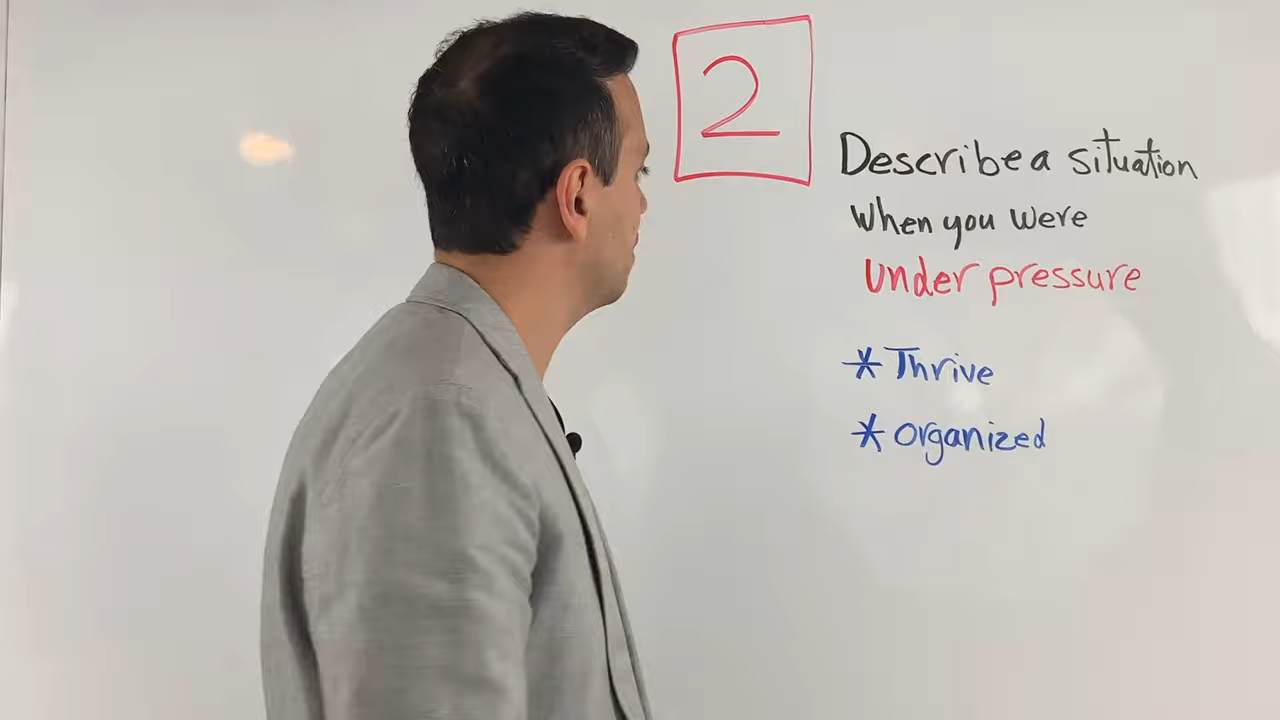 2
Describe a situation
When you were
Under pressure
* Thrive
* Organized